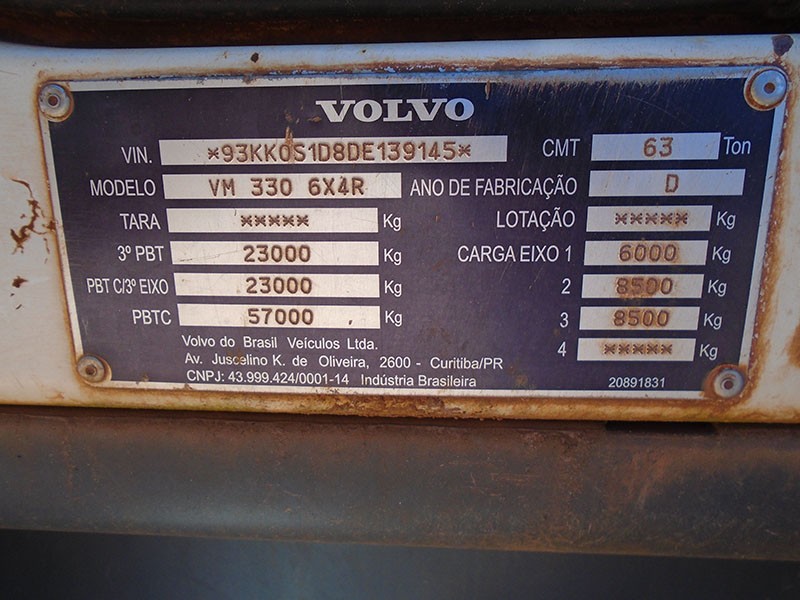 VOLVO
VIN. *93KK0S1D8DE139145* CMT 63 Ton
MODELO VM 330 6X4R ANO DE FABRICAÇÃO D
TARA ***** Kg LOTAÇÃO ***** Kg
3º PBT 23000 Kg CARGA EIXO 1 6000 Kg
PBT C/3º EIXO 23000 Kg 2 8500 Kg
PBTC 57000 Kg 3 8500 Kg
4 ***** Kg
Volvo do Brasil Veículos Ltda.
Av. Juscelino K. de Oliveira, 2600 - Curitiba/PR
CNPJ: 43.999.424/0001-14 Indústria Brasileira
20891831